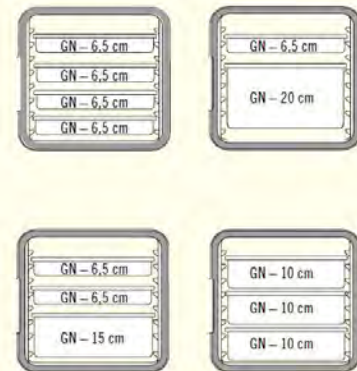 GN – 6,5 cm
GN – 6,5 cm
GN – 6,5 cm
GN – 6,5 cm
GN – 6.5 cm
GN – 20 cm
GN – 6,5 cm
GN – 6,5 cm
GN – 15 cm
GN – 10 cm
GN – 10 cm
GN – 10 cm